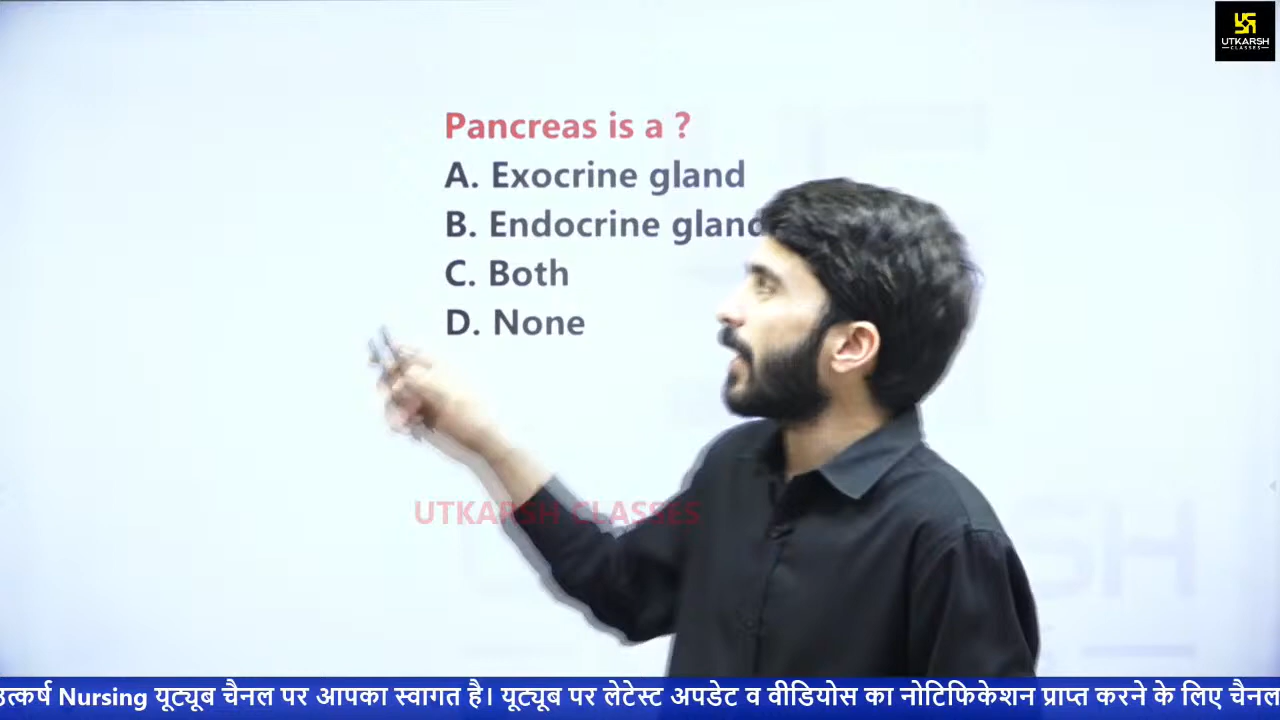 UTKARSH
CLASSES
Pancreas is a ?
A. Exocrine gland
B. Endocrine gland
C. Both
D. None
UTKARSH CLASSES
उत्कर्ष Nursing यूट्यूब चैनल पर आपका स्वागत है। यूट्यूब पर लेटेस्ट अपडेट व वीडियोस का नोटिफिकेशन प्राप्त करने के लिए चैनल